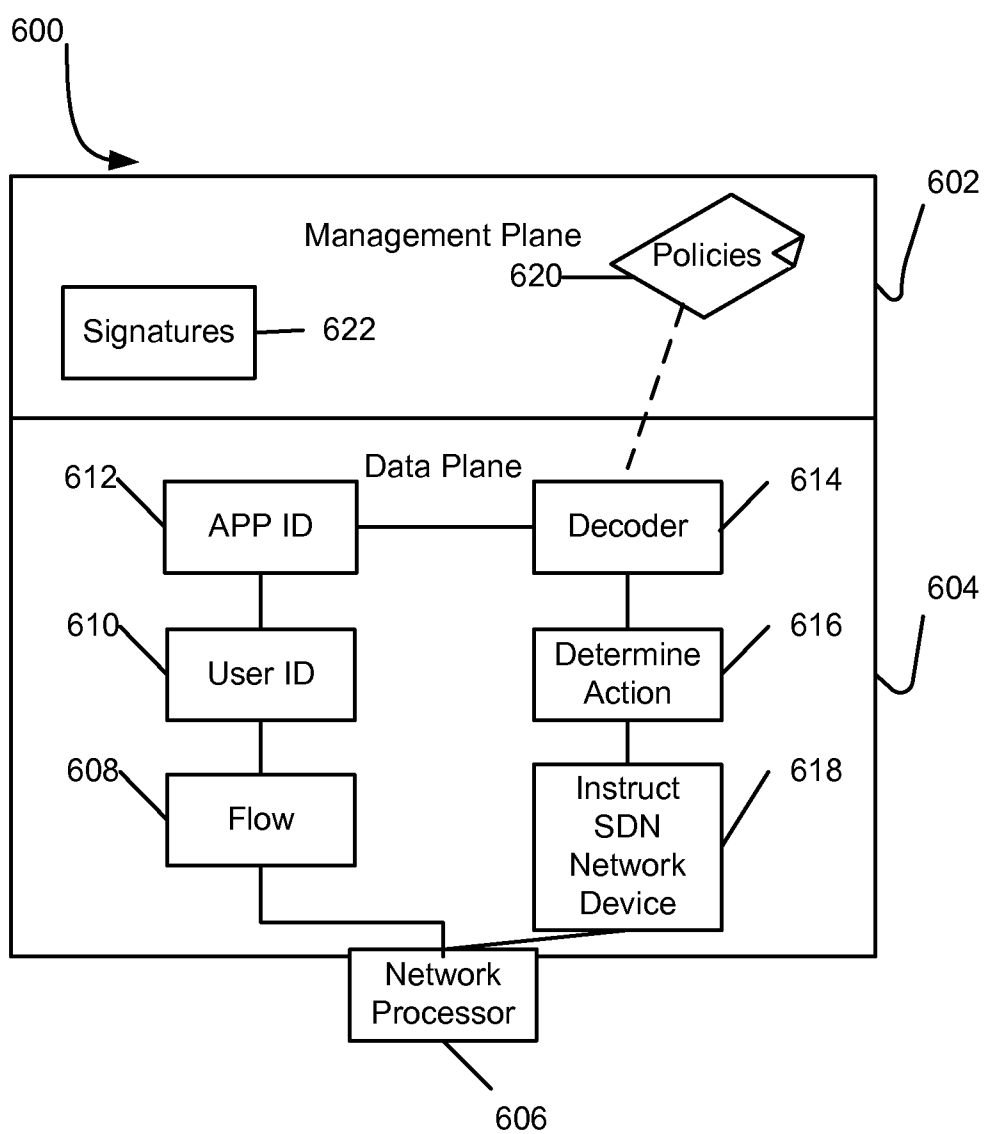 600
602
Management Plane
Policies
620
Signatures
622
Data Plane
612
APP ID
Decoder
614
604
610
User ID
Determine
Action
616
608
Flow
Instruct
SDN
Network
Device
618
Network
Processor
606